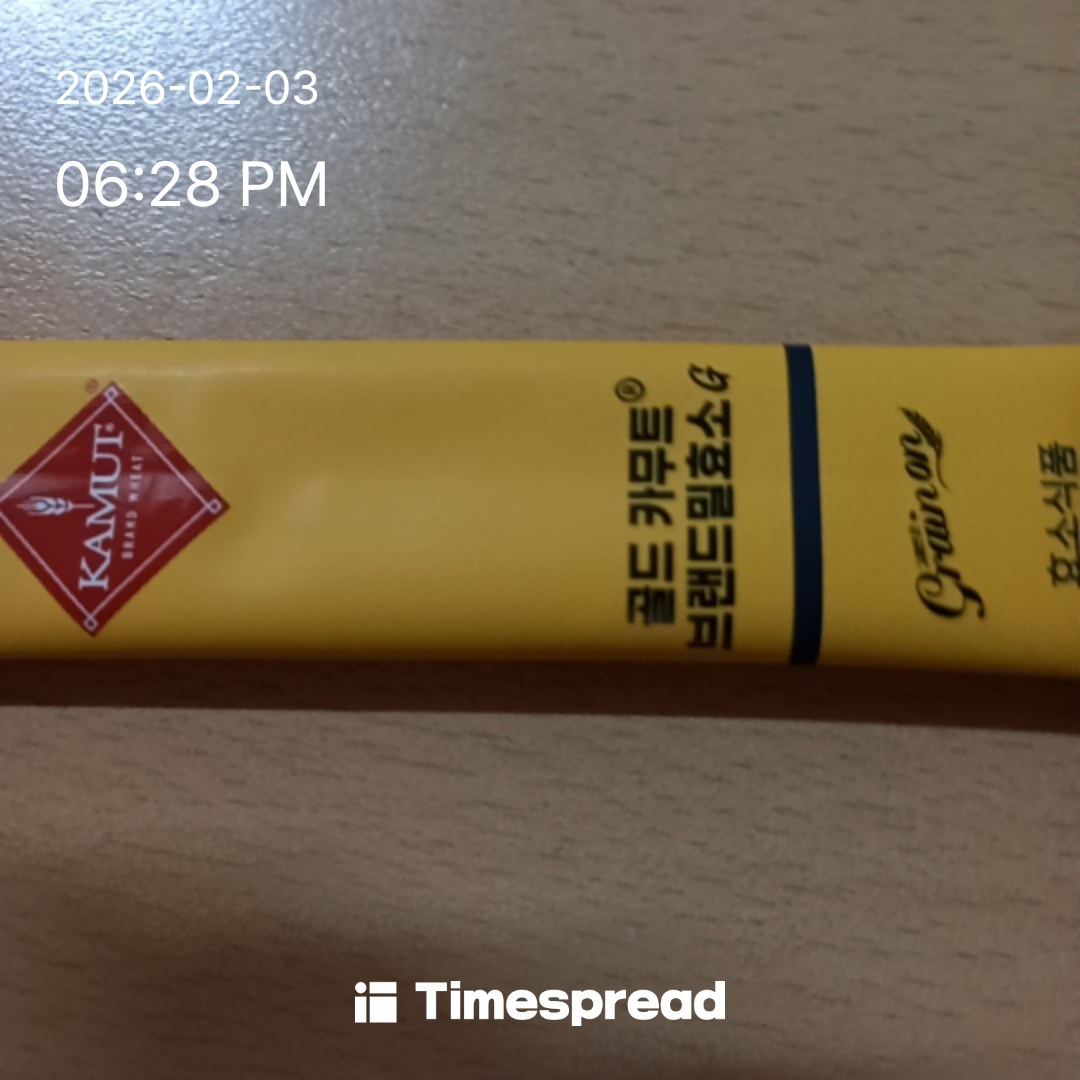 2026-02-03
06:28 PM
KAMUT®
BRAND WHEAT
®
골드 카무트®
브랜드밀효소G
Grain on
효소식품
Timespread